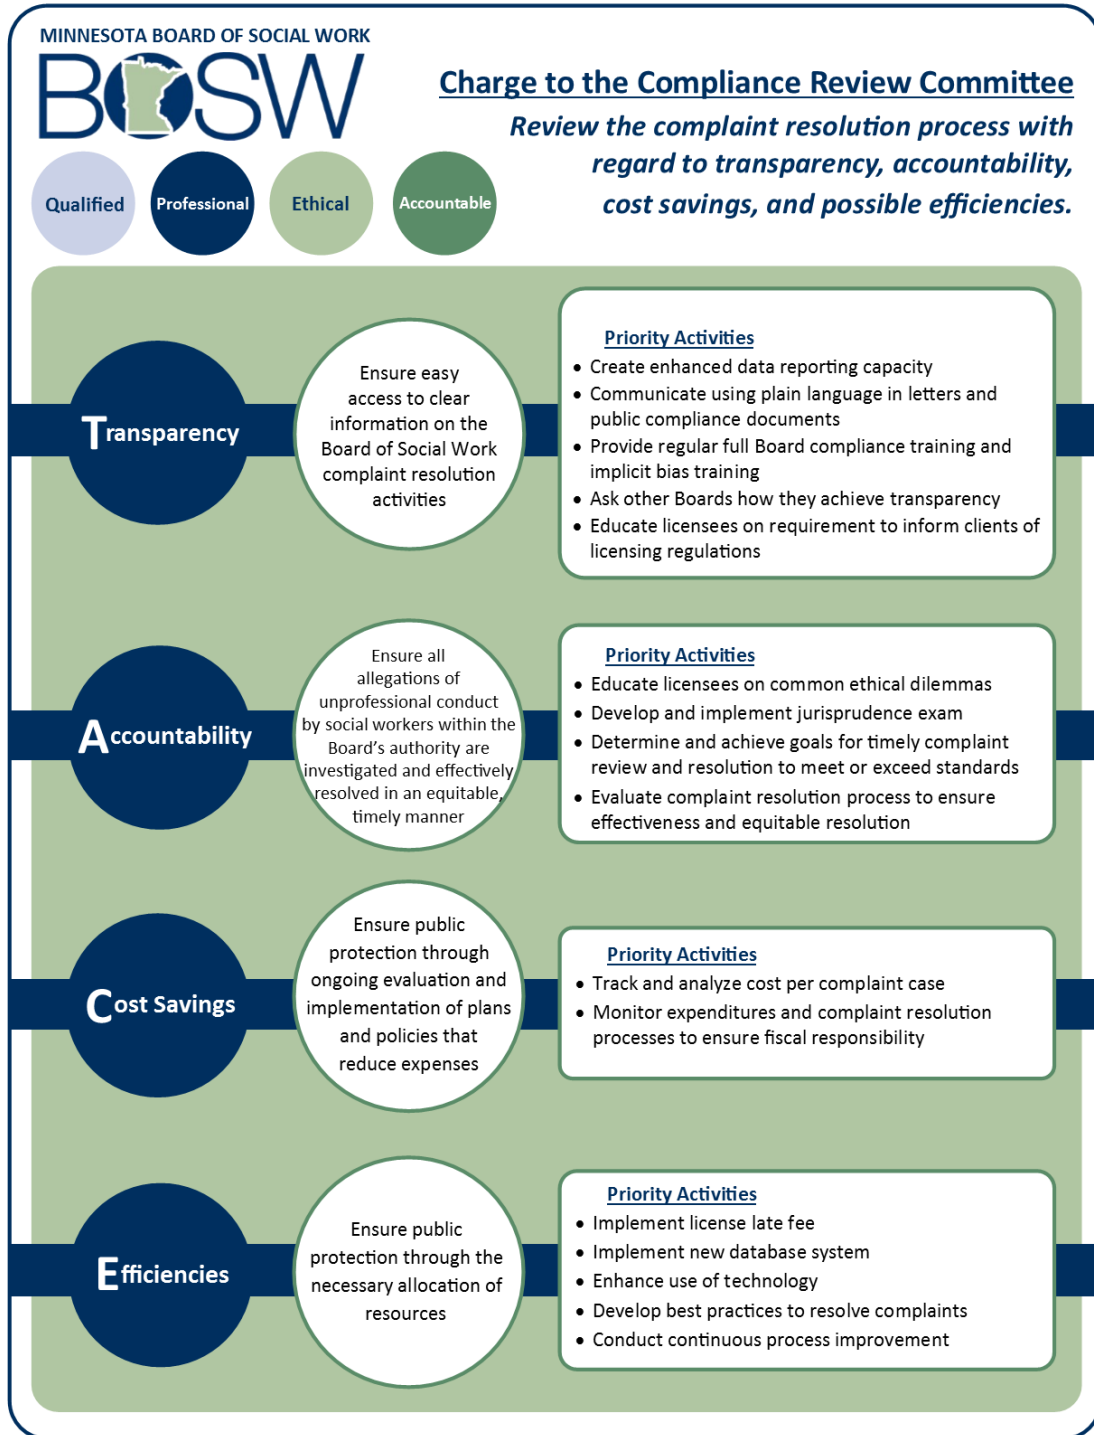 MINNESOTA BOARD OF SOCIAL WORK
BOSW
Charge to the Compliance Review Committee
Review the complaint resolution process with
regard to transparency, accountability,
cost savings, and possible efficiencies.
Qualified
Professional
Ethical
Accountable
Transparency
Ensure easy
access to clear
information on the
Board of Social Work
complaint resolution
activities
Priority Activities
• Create enhanced data reporting capacity
• Communicate using plain language in letters and
public compliance documents
• Provide regular full Board compliance training and
implicit bias training
• Ask other Boards how they achieve transparency
• Educate licensees on requirement to inform clients of
licensing regulations
Accountability
Ensure all
allegations of
unprofessional conduct
by social workers within the
Board’s authority are
investigated and effectively
resolved in an equitable,
timely manner
Priority Activities
• Educate licensees on common ethical dilemmas
• Develop and implement jurisprudence exam
• Determine and achieve goals for timely complaint
review and resolution to meet or exceed standards
• Evaluate complaint resolution process to ensure
effectiveness and equitable resolution
Cost Savings
Ensure public
protection through
ongoing evaluation and
implementation of plans
and policies that
reduce expenses
Priority Activities
• Track and analyze cost per complaint case
• Monitor expenditures and complaint resolution
processes to ensure fiscal responsibility
Efficiencies
Ensure public
protection through the
necessary allocation of
resources
Priority Activities
• Implement license late fee
• Implement new database system
• Enhance use of technology
• Develop best practices to resolve complaints
• Conduct continuous process improvement